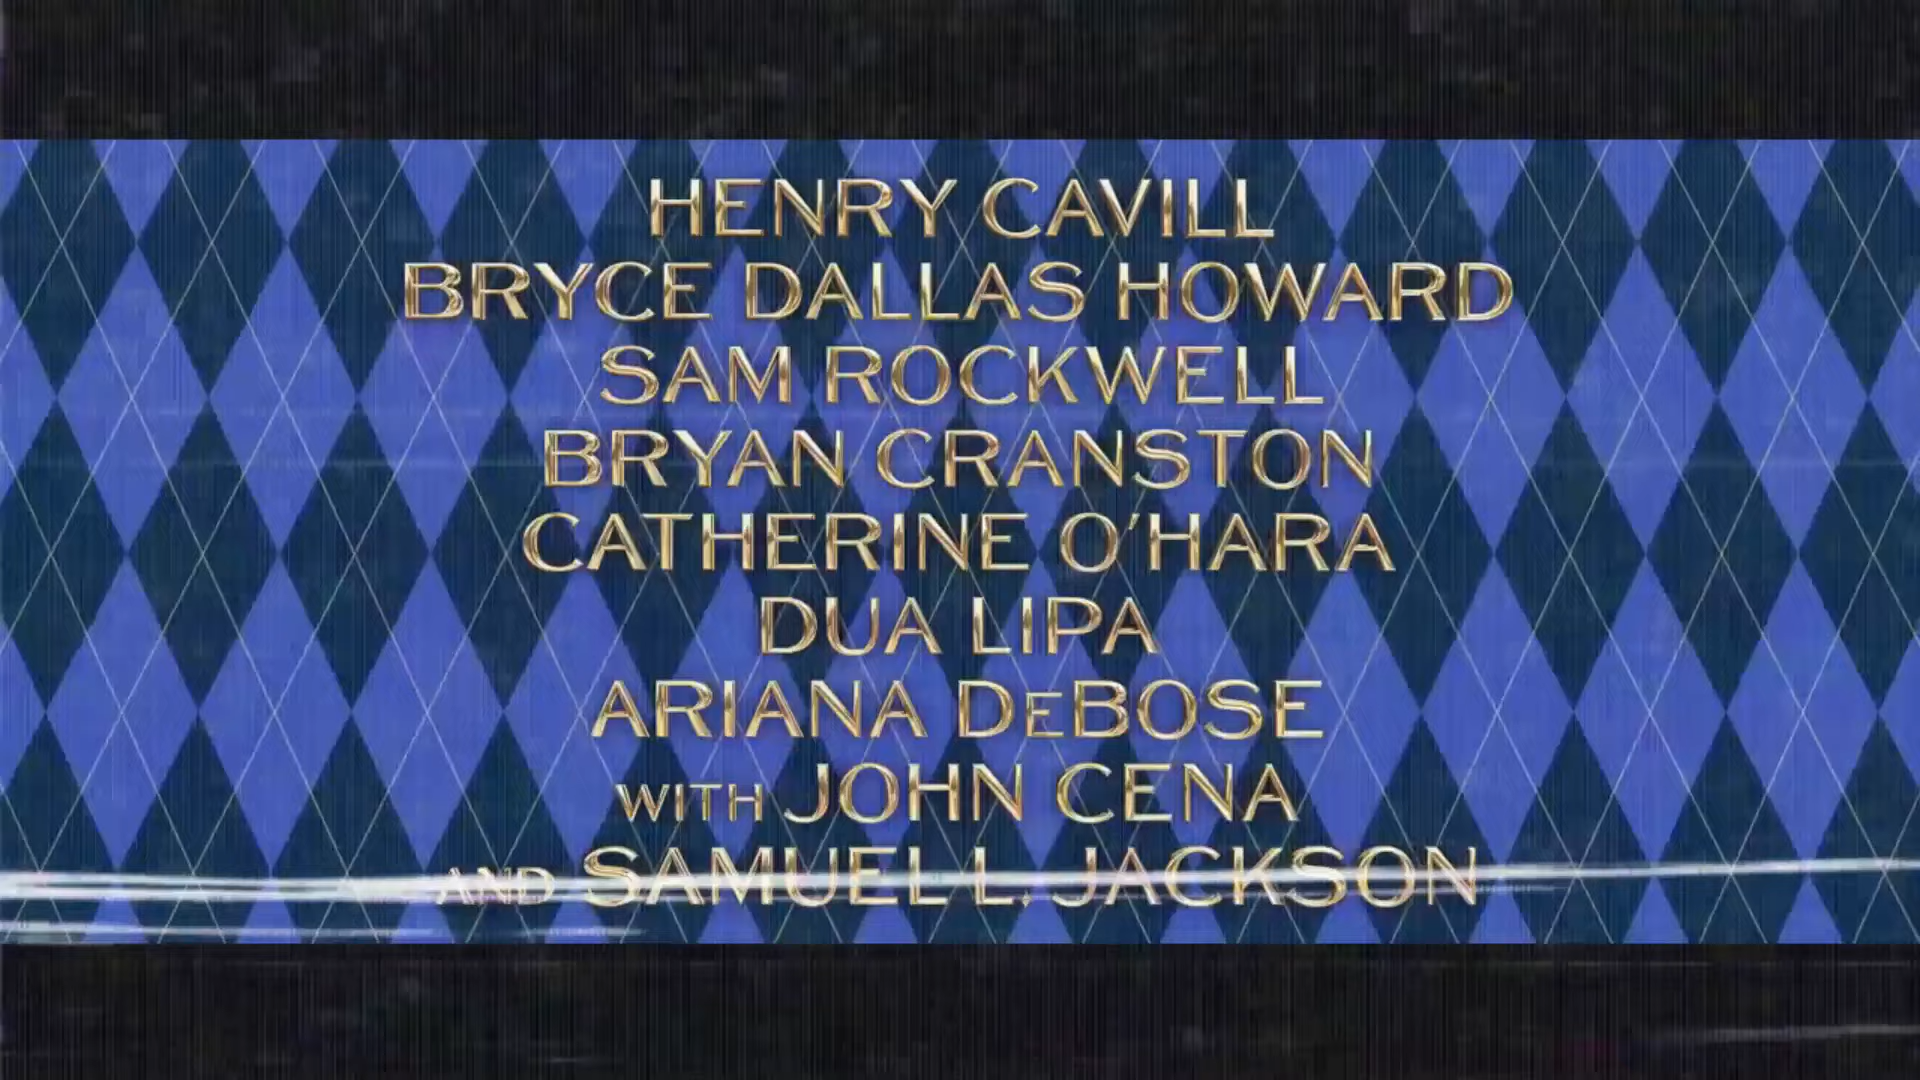 HENRY CAVILL
BRYCE DALLAS HOWARD
SAM ROCKWELL
BRYAN CRANSTON
CATHERINE O'HARA
DUA LIPA
ARIANA DeBOSE
WITH JOHN CENA
AND SAMUEL L. JACKSON